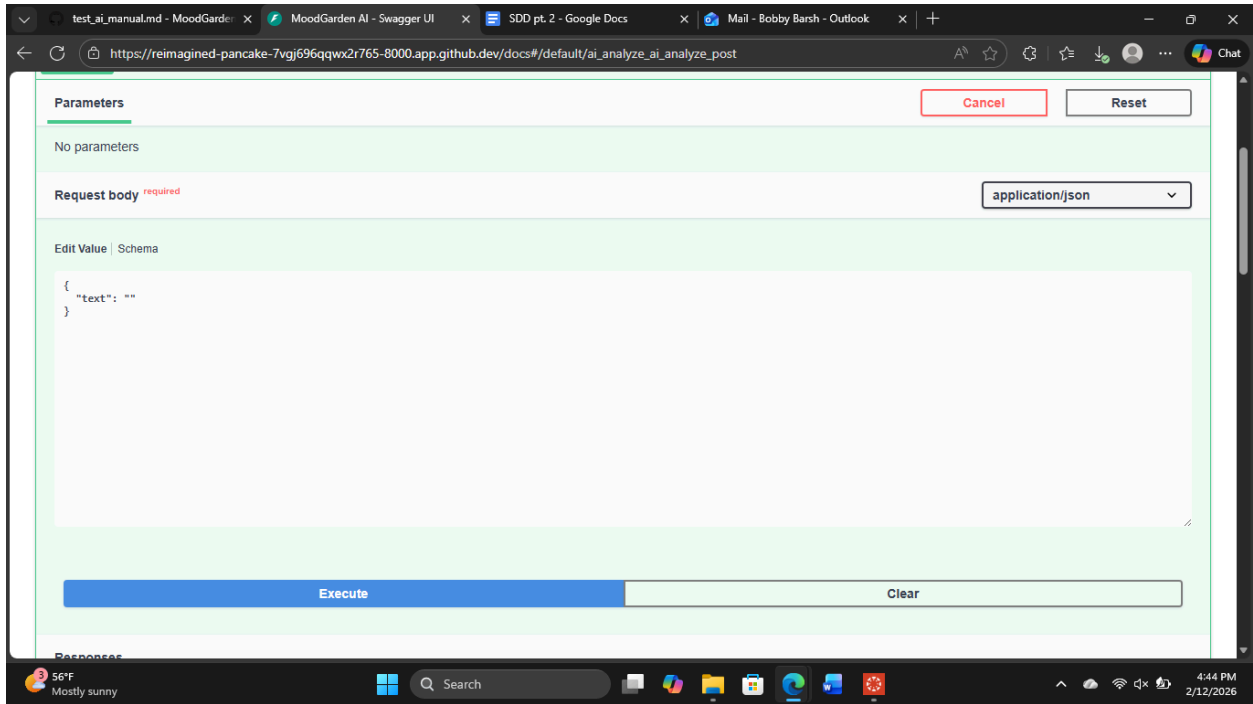 test_ai_manual.md - MoodGarden
MoodGarden AI - Swagger UI
SDD pt. 2 - Google Docs
Mail - Bobby Barsh - Outlook
https://reimagined-pancake-7vgj696qqwx2r765-8000.app.github.dev/docs#/default/ai_analyze_ai_analyze_post
Chat
Parameters
Cancel
Reset
No parameters
Request body required
application/json
Edit Value | Schema
{
"text": ""
}
Execute
Clear
Responses
3
56°F
Mostly sunny
Search
4:44 PM
2/12/2026